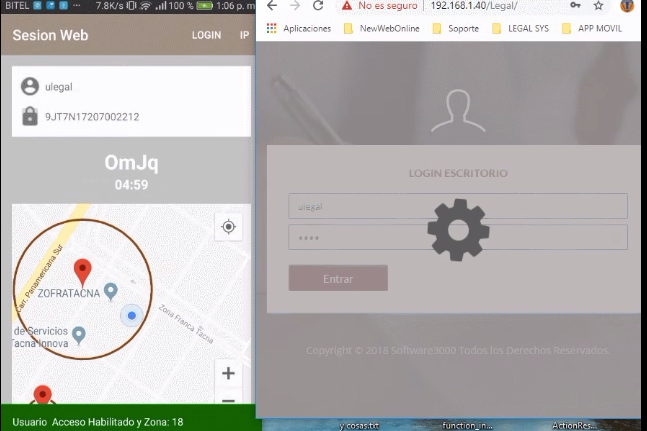 BITEL
7.8K/s
100 %
1:06 p. m.
Sesion Web
LOGIN
IP
ulegal
9JT7N17207002212
OmJq
04:59
Carr. Panamericana Sur
ZOFRATACNA
Zona Franca Tacna
de Servicios
Tacna Innova
Usuario Acceso Habilitado y Zona: 18
No es seguro
192.168.1.40/Legal/
Aplicaciones
NewWebOnline
Soporte
LEGAL SYS
APP MOVIL
LOGIN ESCRITORIO
ulegal
Entrar
Copyright © 2018 Software3000 Todos los Derechos Reservados.
y cosas.txt
function_in...
ActionRes...